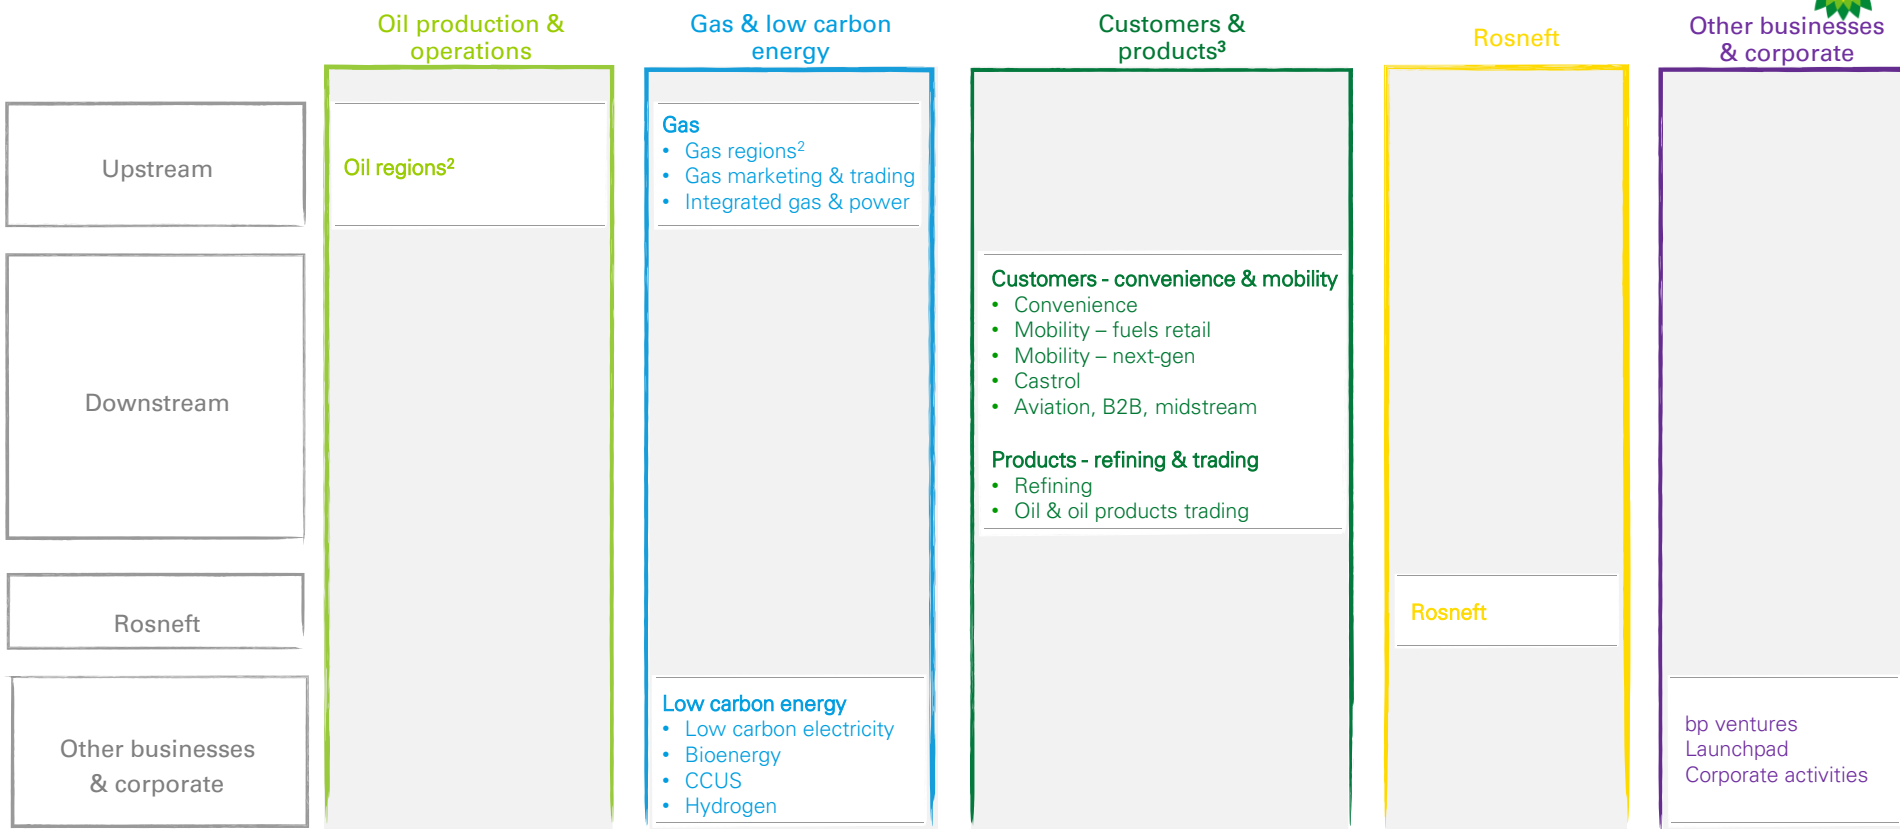 Oil production &
operations
Gas & low carbon
energy
Customers &
products³
Rosneft
Other businesses
& corporate
Upstream
Oil regions²
Gas
• Gas regions²
• Gas marketing & trading
• Integrated gas & power
Downstream
Customers - convenience & mobility
• Convenience
• Mobility – fuels retail
• Mobility – next-gen
• Castrol
• Aviation, B2B, midstream
Products - refining & trading
• Refining
• Oil & oil products trading
Rosneft
Rosneft
Other businesses
& corporate
Low carbon energy
• Low carbon electricity
• Bioenergy
• CCUS
• Hydrogen
bp ventures
Launchpad
Corporate activities